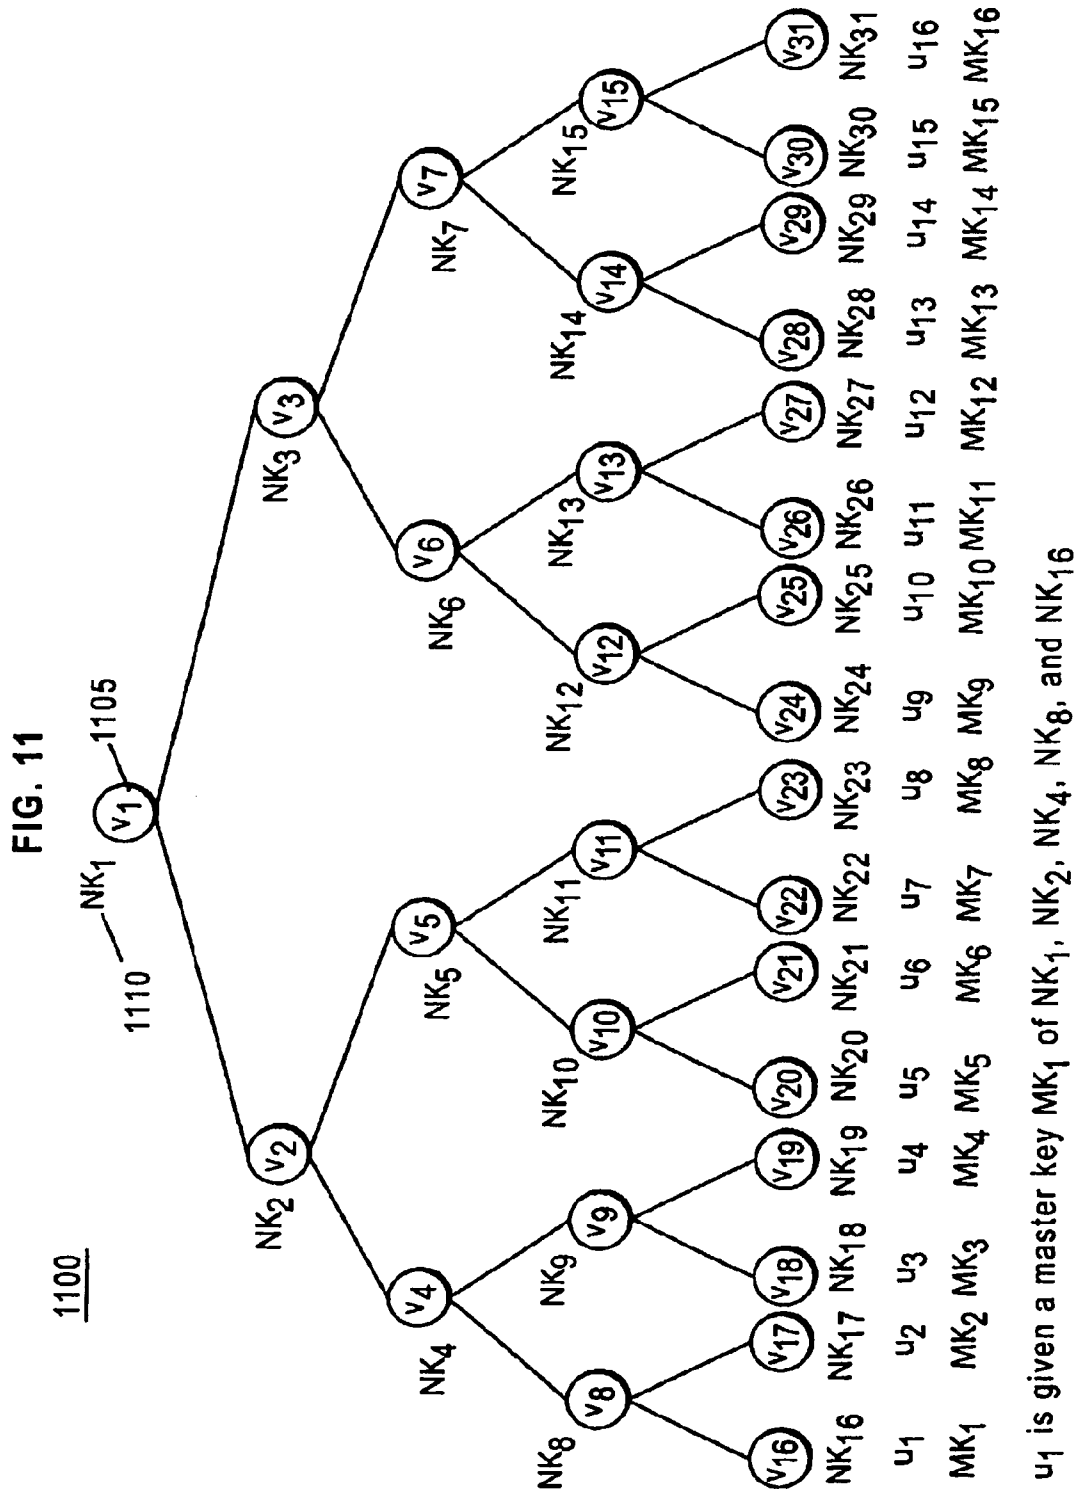 FIG. 11
1100
1110
NK₁
v₁
1105
NK₂
v₂
NK₃
v₃
NK₄
v₄
NK₅
v₅
NK₆
v₆
NK₇
v₇
NK₈ v₈ NK₉ v₉ NK₁₀ v₁₀ NK₁₁ v₁₁ NK₁₂ v₁₂ NK₁₃ v₁₃ NK₁₄ v₁₄ NK₁₅ v₁₅
v₁₆ v₁₇ v₁₈ v₁₉ v₂₀ v₂₁ v₂₂ v₂₃ v₂₄ v₂₅ v₂₆ v₂₇ v₂₈ v₂₉ v₃₀ v₃₁
NK₁₆ NK₁₇ NK₁₈ NK₁₉ NK₂₀ NK₂₁ NK₂₂ NK₂₃ NK₂₄ NK₂₅ NK₂₆ NK₂₇ NK₂₈ NK₂₉ NK₃₀ NK₃₁
u₁ u₂ u₃ u₄ u₅ u₆ u₇ u₈ u₉ u₁₀ u₁₁ u₁₂ u₁₃ u₁₄ u₁₅ u₁₆
MK₁ MK₂ MK₃ MK₄ MK₅ MK₆ MK₇ MK₈ MK₉ MK₁₀ MK₁₁ MK₁₂ MK₁₃ MK₁₄ MK₁₅ MK₁₆
u₁ is given a master key MK₁ of NK₁, NK₂, NK₄, NK₈, and NK₁₆